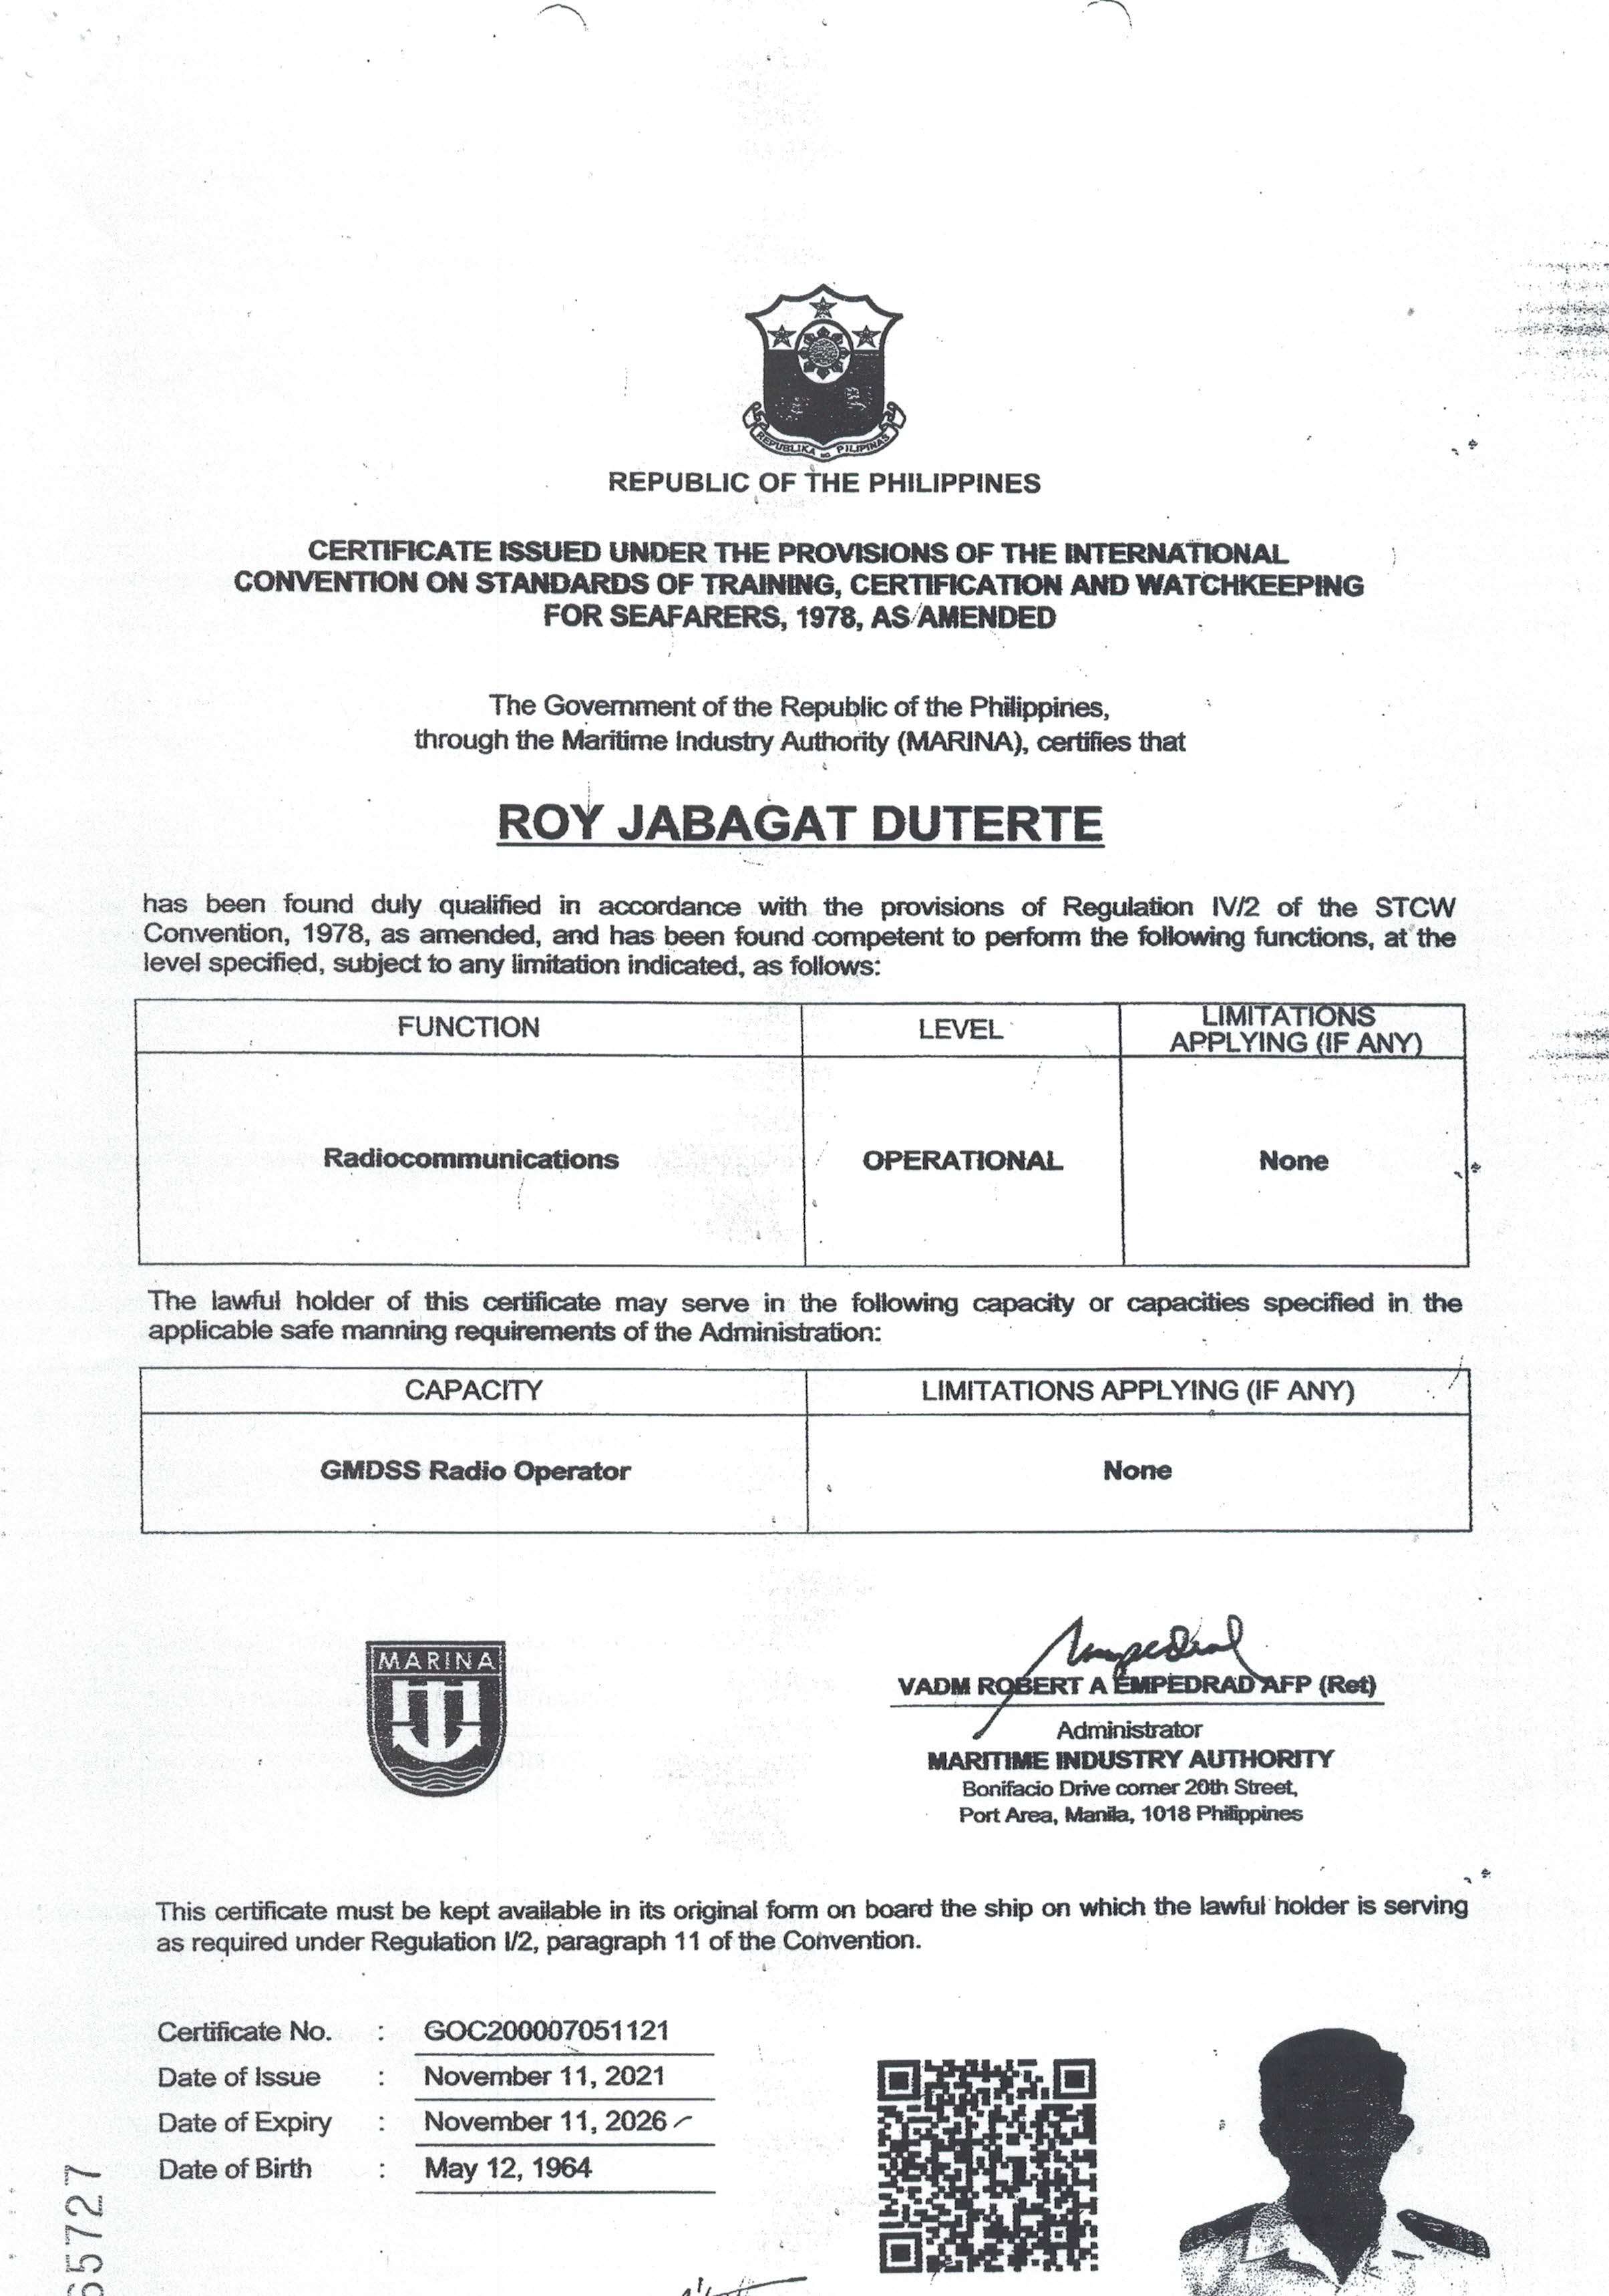 REPUBLIKA NG PILIPINAS
REPUBLIC OF THE PHILIPPINES
CERTIFICATE ISSUED UNDER THE PROVISIONS OF THE INTERNATIONAL
CONVENTION ON STANDARDS OF TRAINING, CERTIFICATION AND WATCHKEEPING
FOR SEAFARERS, 1978, AS AMENDED
The Government of the Republic of the Philippines,
through the Maritime Industry Authority (MARINA), certifies that
ROY JABAGAT DUTERTE
has been found duly qualified in accordance with the provisions of Regulation IV/2 of the STCW
Convention, 1978, as amended, and has been found competent to perform the following functions, at the
level specified, subject to any limitation indicated, as follows:
FUNCTION LEVEL LIMITATIONS
APPLYING (IF ANY)
Radiocommunications OPERATIONAL None
The lawful holder of this certificate may serve in the following capacity or capacities specified in the
applicable safe manning requirements of the Administration:
CAPACITY LIMITATIONS APPLYING (IF ANY)
GMDSS Radio Operator None
MARINA
VADM ROBERT A EMPEDRAD AFP (Ret)
Administrator
MARITIME INDUSTRY AUTHORITY
Bonifacio Drive corner 20th Street,
Port Area, Manila, 1018 Philippines
This certificate must be kept available in its original form on board the ship on which the lawful holder is serving
as required under Regulation I/2, paragraph 11 of the Convention.
Certificate No. : GOC200007051121
Date of Issue : November 11, 2021
Date of Expiry : November 11, 2026
Date of Birth : May 12, 1964
5727